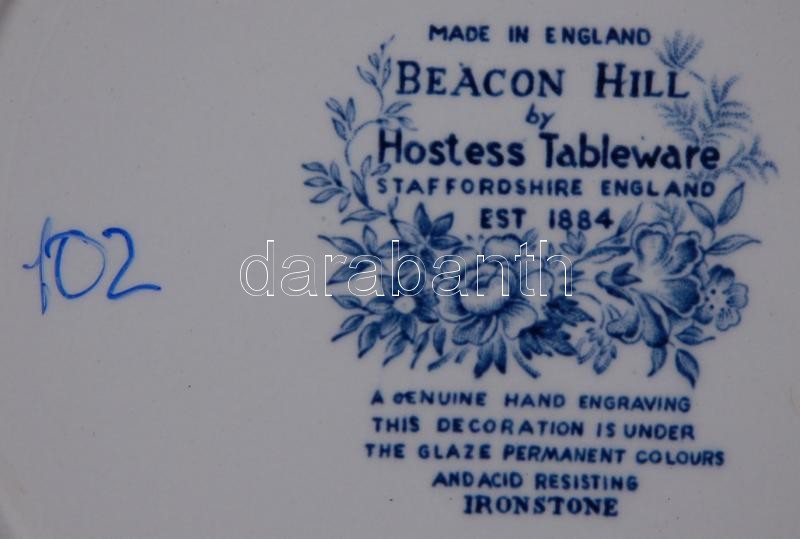 MADE IN ENGLAND
BEACON HILL
by
Hostess Tableware
STAFFORDSHIRE ENGLAND
EST 1884
102
darabanth
A GENUINE HAND ENGRAVING
THIS DECORATION IS UNDER
THE GLAZE PERMANENT COLOURS
AND ACID RESISTING
IRONSTONE